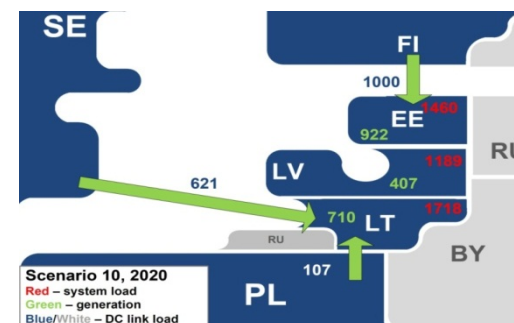 SE
FI
1000
1460
EE
922
RU
1189
LV
407
621
1718
710
LT
RU
BY
107
PL
Scenario 10, 2020
Red – system load
Green – generation
Blue/White – DC link load